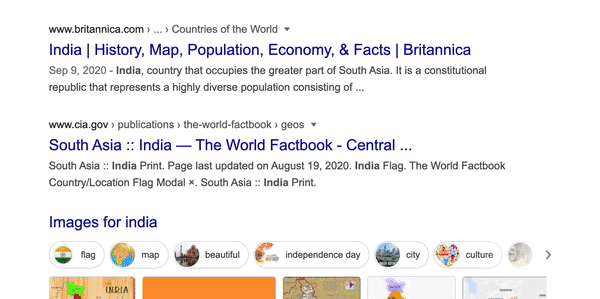 www.britannica.com › ... › Countries of the World
India | History, Map, Population, Economy, & Facts | Britannica
Sep 9, 2020 - India, country that occupies the greater part of South Asia. It is a constitutional
republic that represents a highly diverse population consisting of ...
www.cia.gov › publications › the-world-factbook › geos
South Asia :: India — The World Factbook - Central ...
South Asia :: India Print. Page last updated on August 19, 2020. India Flag. The World Factbook
Country/Location Flag Modal ×. South Asia :: India Print.
Images for india
flag map beautiful independence day city culture
INDIA